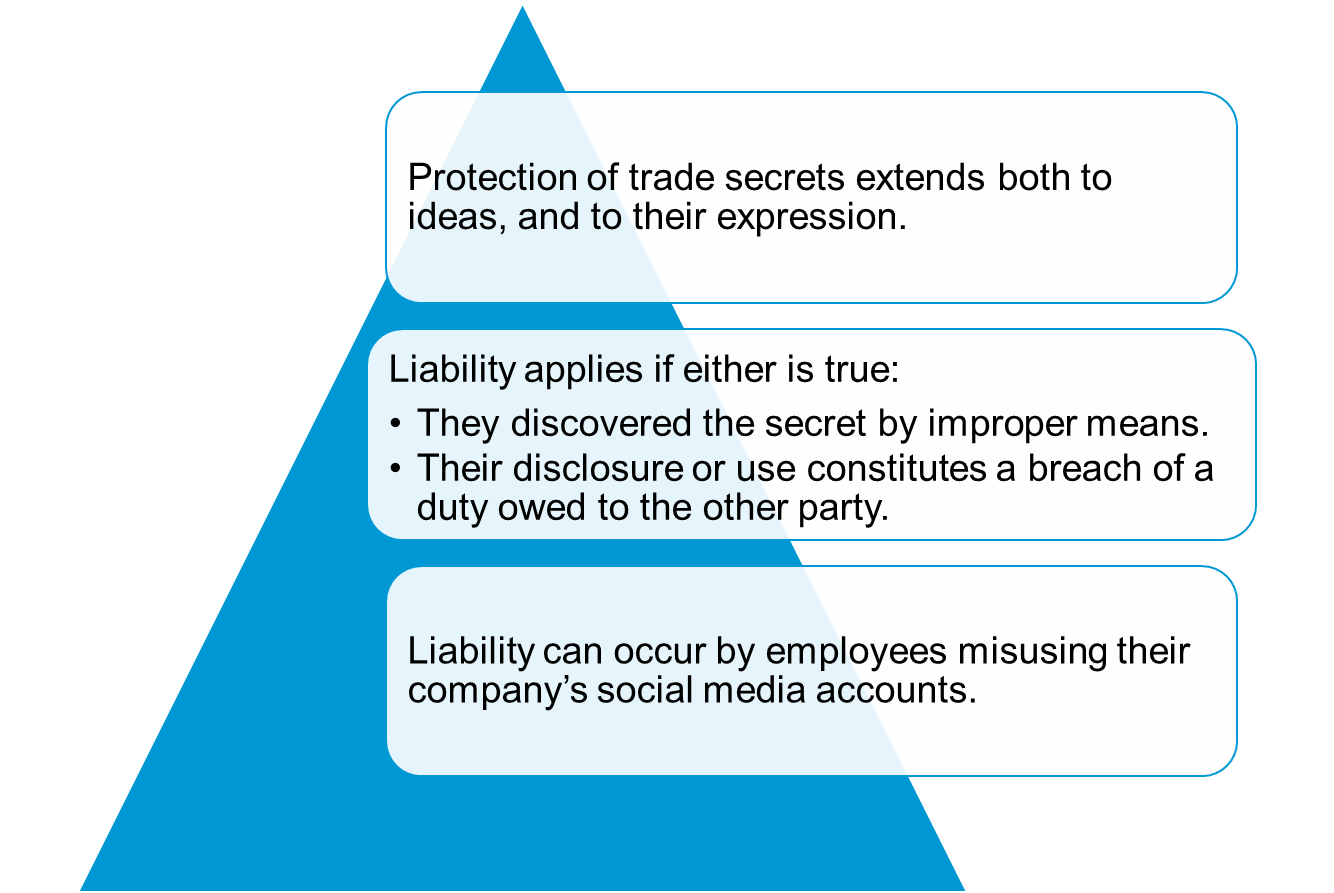 Protection of trade secrets extends both to
ideas, and to their expression.
Liability applies if either is true:
• They discovered the secret by improper means.
• Their disclosure or use constitutes a breach of a
duty owed to the other party.
Liability can occur by employees misusing their
company’s social media accounts.